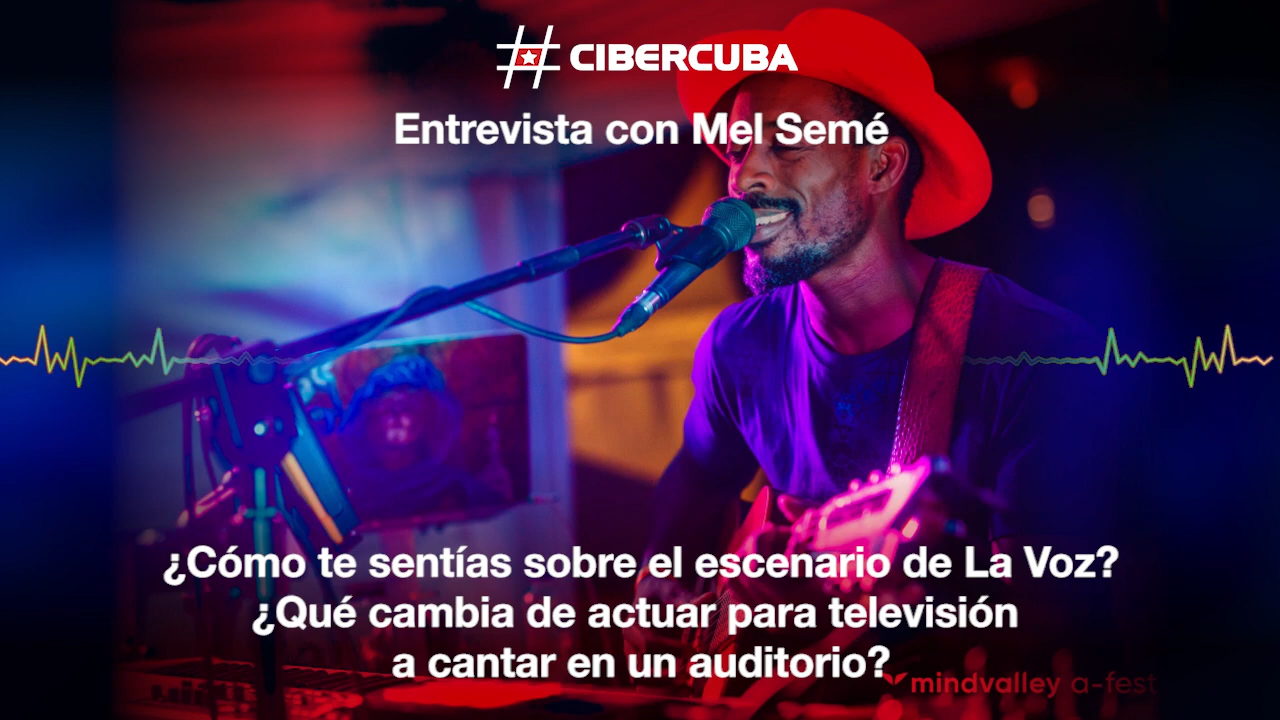 #CIBERCUBA
Entrevista con Mel Semé
¿Cómo te sentías sobre el escenario de La Voz?
¿Qué cambia de actuar para televisión
a cantar en un auditorio?
mindvalley a-fest